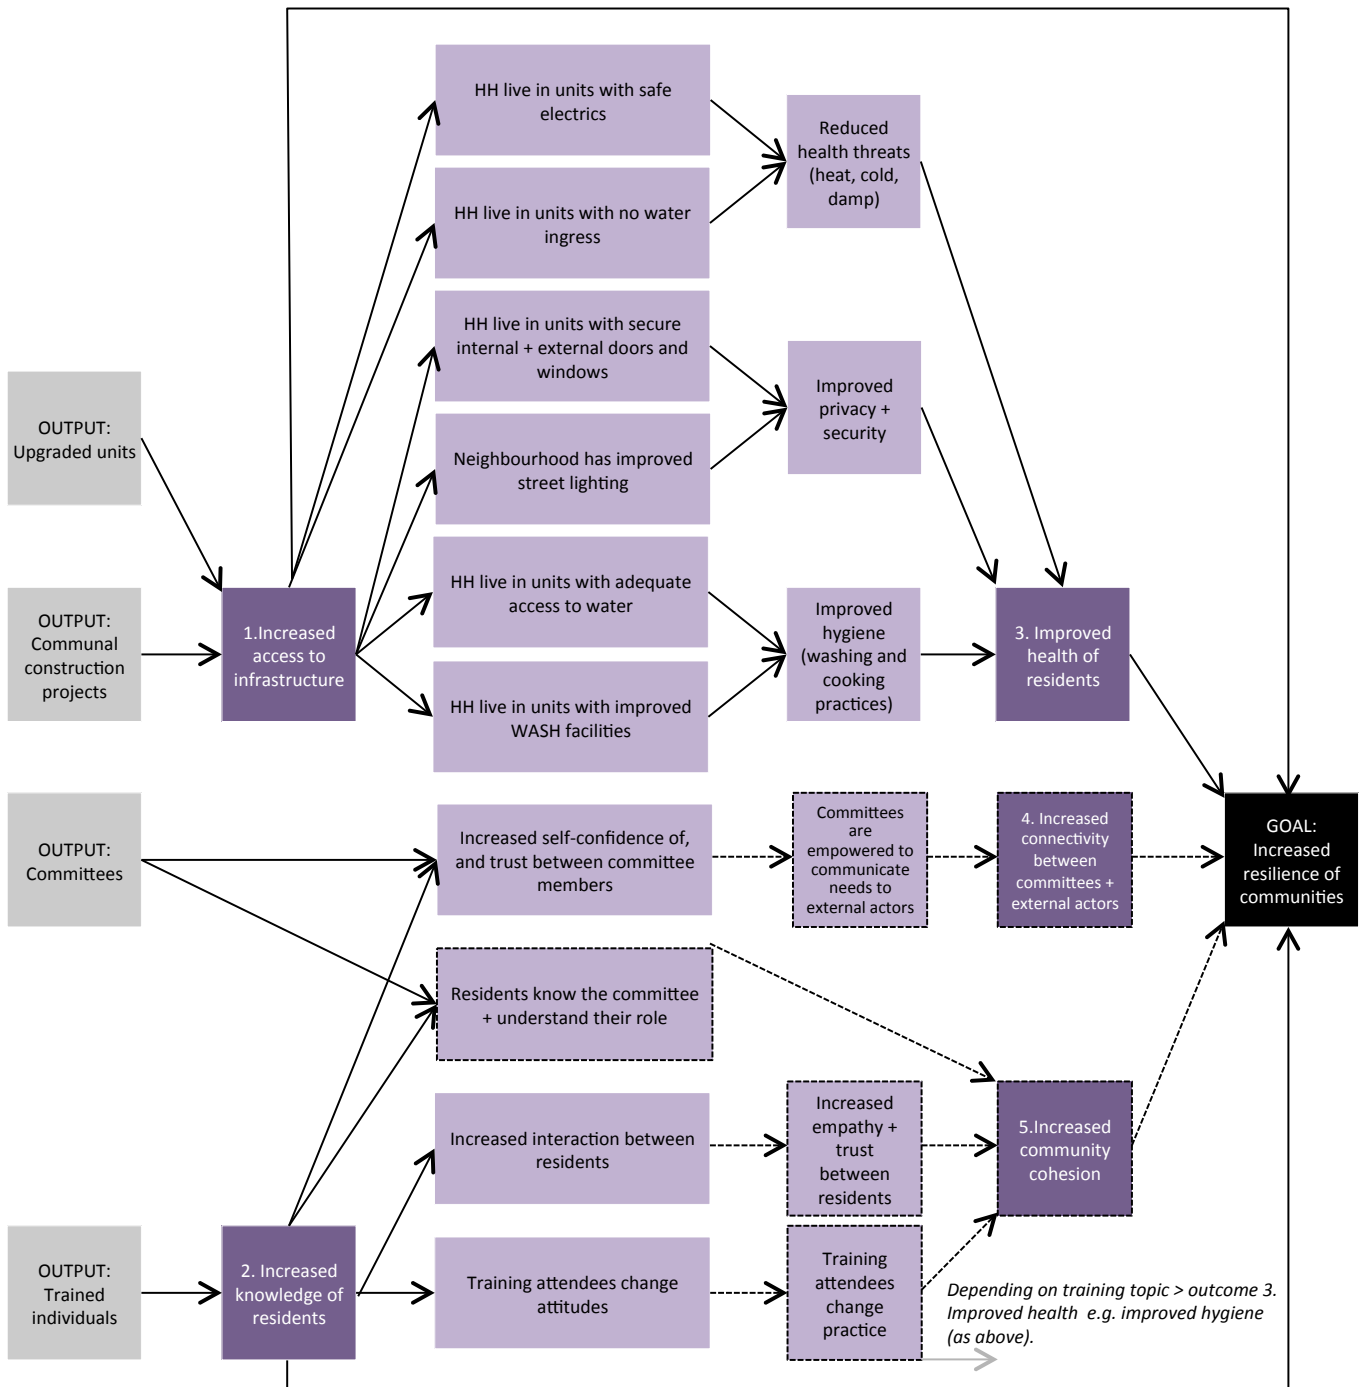 HH live in units with safe
electrics
Reduced
health threats
(heat, cold,
damp)
HH live in units with no water
ingress
HH live in units with secure
internal + external doors and
windows
Improved
privacy +
security
OUTPUT:
Upgraded units
Neighbourhood has improved
street lighting
HH live in units with adequate
access to water
OUTPUT:
Communal
construction
projects
1.Increased
access to
infrastructure
Improved
hygiene
(washing and
cooking
practices)
3. Improved
health of
residents
HH live in units with improved
WASH facilities
OUTPUT:
Committees
Increased self-confidence of,
and trust between committee
members
Committees
are
empowered to
communicate
needs to
external actors
4. Increased
connectivity
between
committees +
external actors
GOAL:
Increased
resilience of
communities
Residents know the committee
+ understand their role
Increased interaction between
residents
Increased
empathy +
trust
between
residents
5.Increased
community
cohesion
OUTPUT:
Trained
individuals
2. Increased
knowledge of
residents
Training attendees change
attitudes
Training
attendees
change
practice
Depending on training topic > outcome 3.
Improved health e.g. improved hygiene
(as above).